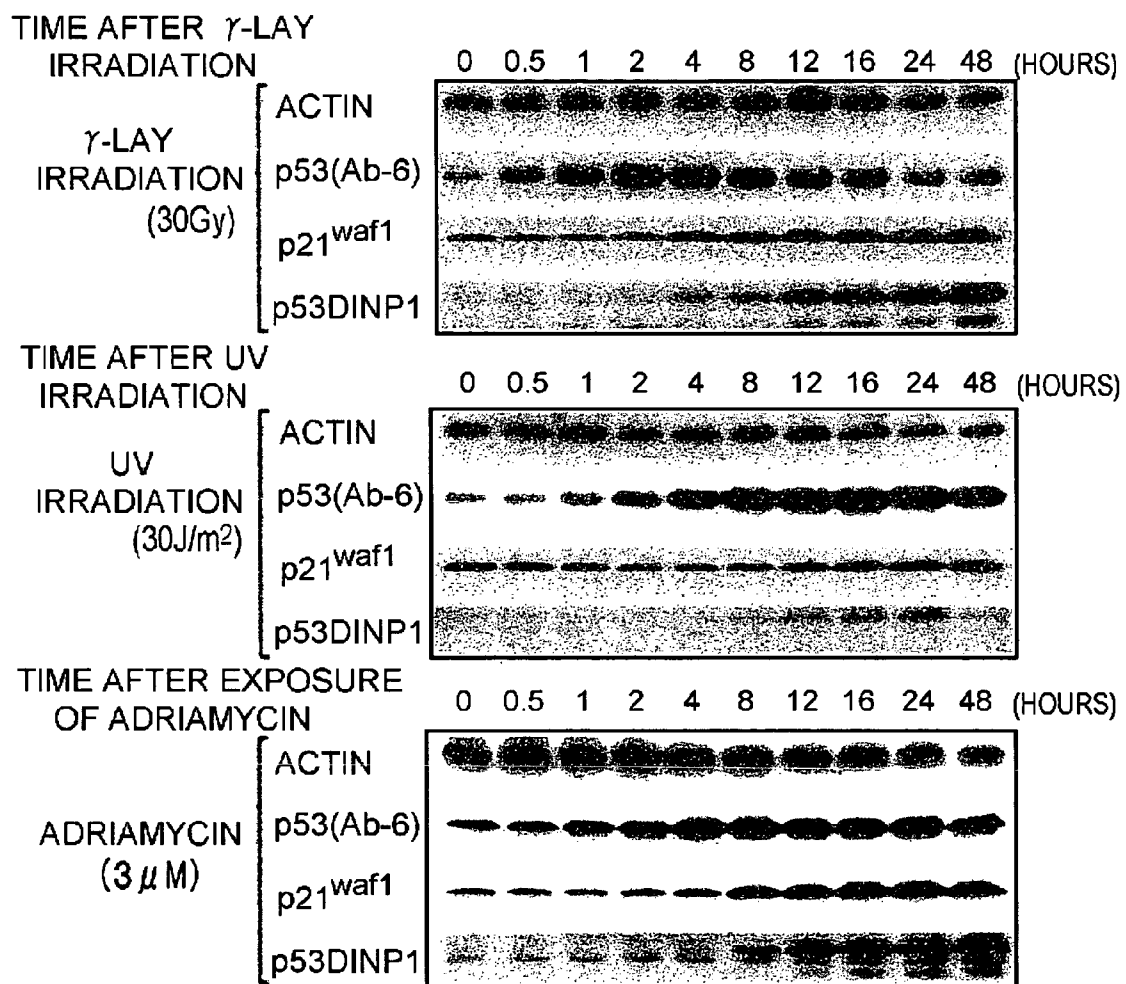 TIME AFTER γ-LAY
IRRADIATION
0 0.5 1 2 4 8 12 16 24 48 (HOURS)
γ-LAY
IRRADIATION
(30Gy)
ACTIN
p53(Ab-6)
p21waf1
p53DINP1
TIME AFTER UV
IRRADIATION
0 0.5 1 2 4 8 12 16 24 48 (HOURS)
UV
IRRADIATION
(30J/m2)
ACTIN
p53(Ab-6)
p21waf1
p53DINP1
TIME AFTER EXPOSURE
OF ADRIAMYCIN
0 0.5 1 2 4 8 12 16 24 48 (HOURS)
ADRIAMYCIN
(3μM)
ACTIN
p53(Ab-6)
p21waf1
p53DINP1